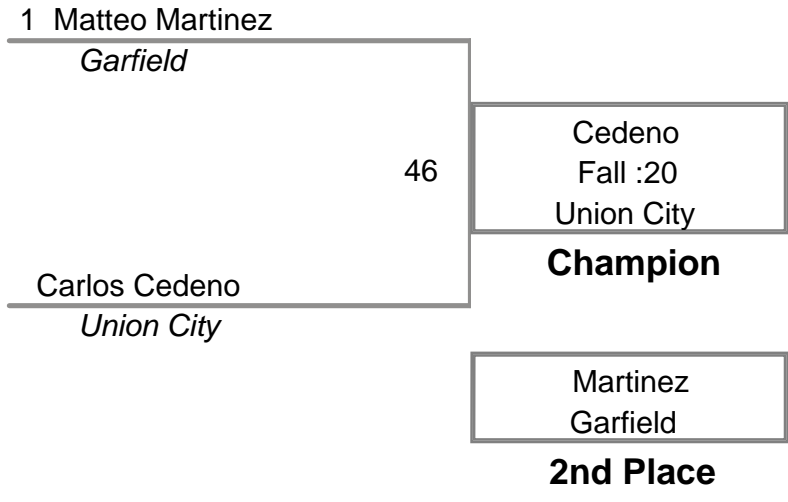 1 Matteo Martinez
Garfield
46
Cedeno
Fall :20
Union City
Champion
Carlos Cedeno
Union City
Martinez
Garfield
2nd Place